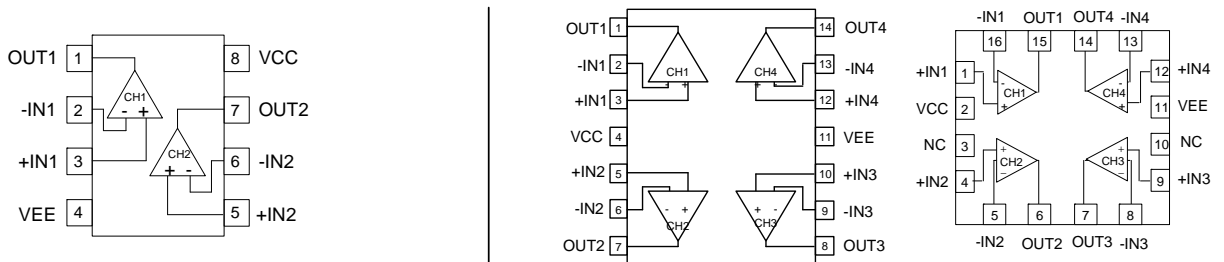 OUT1 1 8 VCC
CH1
-IN1 2 - + 7 OUT2
CH2
+IN1 3 + - 6 -IN2
VEE 4 5 +IN2
OUT1 1 14 OUT4
-IN1 2 CH1 CH4 13 -IN4
- + + -
+IN1 3 12 +IN4
VCC 4 11 VEE
+IN2 5 10 +IN3
-IN2 6 - + + - 9 -IN3
CH2 CH3
OUT2 7 8 OUT3
-IN1 OUT1 OUT4 -IN4
16 15 14 13
+IN1 1 - - 12 +IN4
CH1 CH4
+ +
VCC 2 11 VEE
NC 3 10 NC
+ +
CH2 CH3
- -
+IN2 4 9 +IN3
5 6 7 8
-IN2 OUT2 OUT3 -IN3